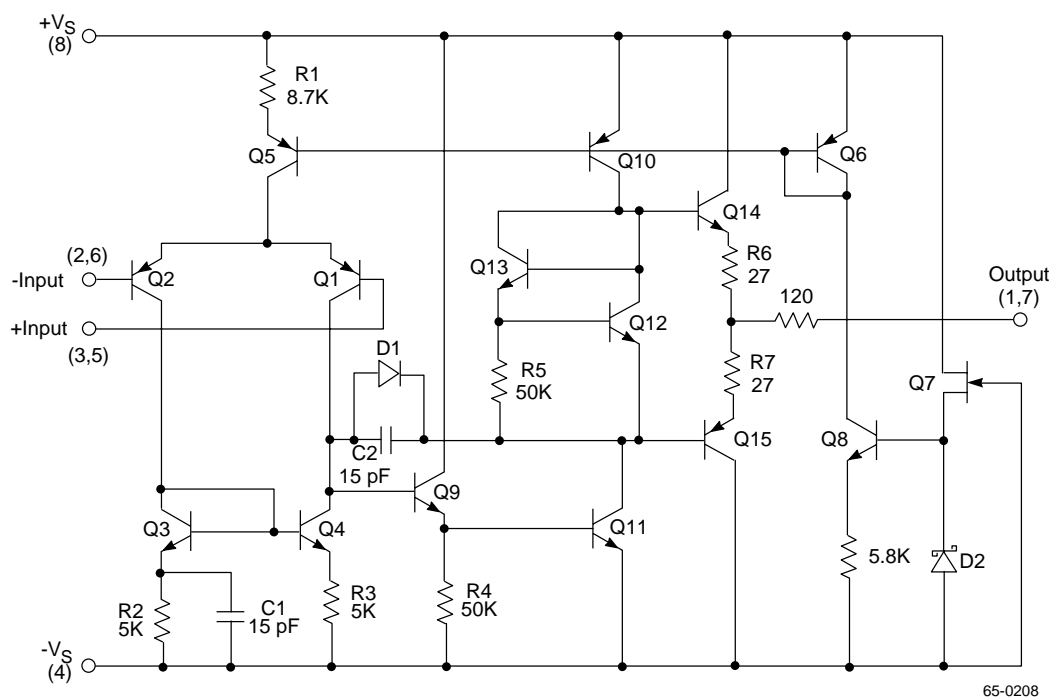 +VS
(8)
R1
8.7K
Q5
Q10
Q6
Q14
(2,6)
-Input
Q2
Q1
Q13
R6
27
Output
(1,7)
120
+Input
(3,5)
Q12
D1
R5
50K
R7
27
Q7
C2
15 pF
Q15
Q8
Q9
Q3
Q4
Q11
R2
5K
C1
15 pF
R3
5K
R4
50K
5.8K
D2
-VS
(4)
65-0208